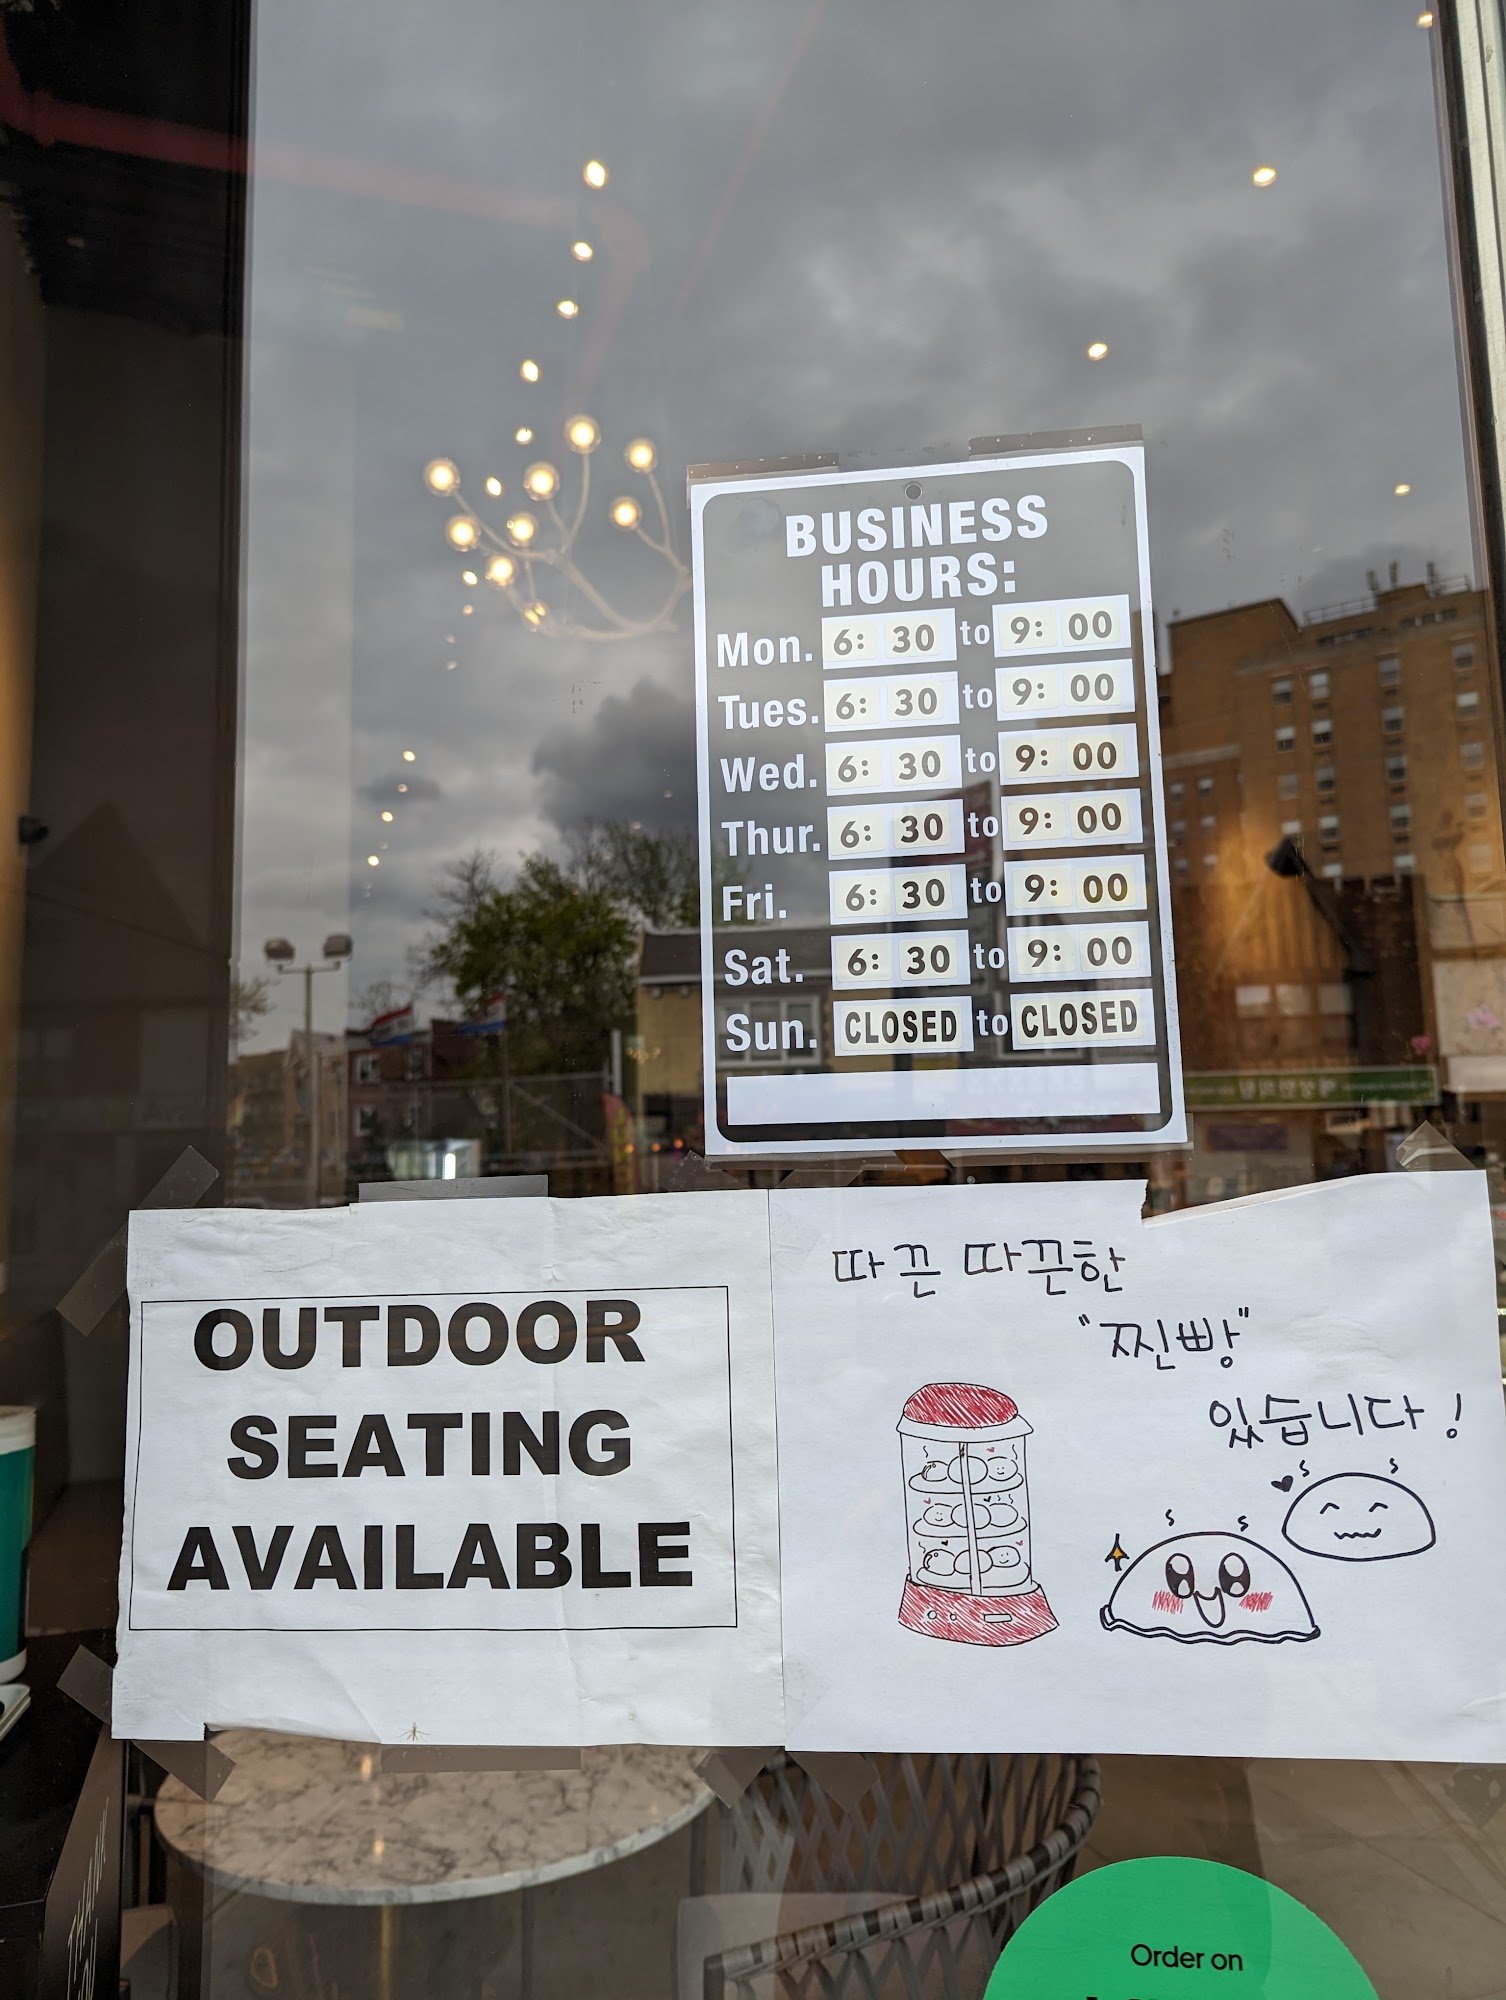 BUSINESS
HOURS:
Mon. 6: 30 to 9: 00
Tues. 6: 30 to 9: 00
Wed. 6: 30 to 9: 00
Thur. 6: 30 to 9: 00
Fri. 6: 30 to 9: 00
Sat. 6: 30 to 9: 00
Sun. CLOSED to CLOSED
OUTDOOR
SEATING
AVAILABLE
따끈 따끈한
"찐빵"
있습니다!
Order on
THANK